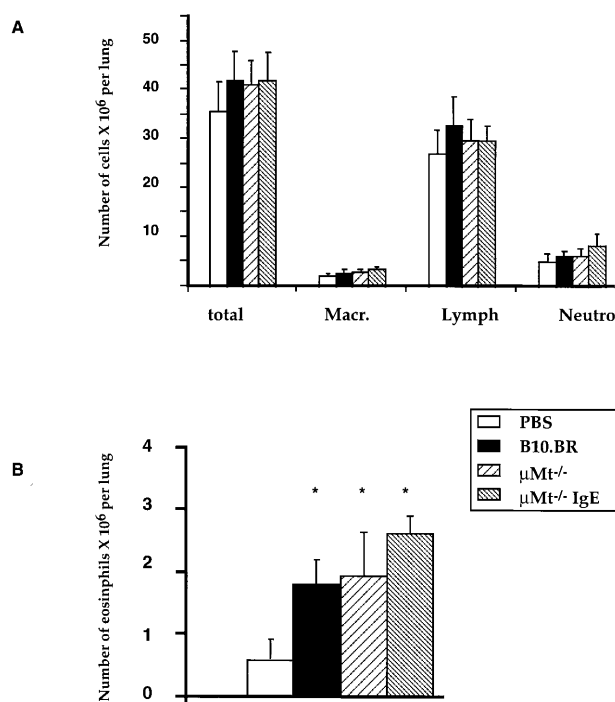 A
Number of cells X 10⁶ per lung
50
40
30
20
10
total Macr. Lymph Neutro
PBS
B10.BR
μMt-/-
μMt-/- IgE
B
Number of eosinphils X 10⁶ per lung
4
3
2
1
0
* * *